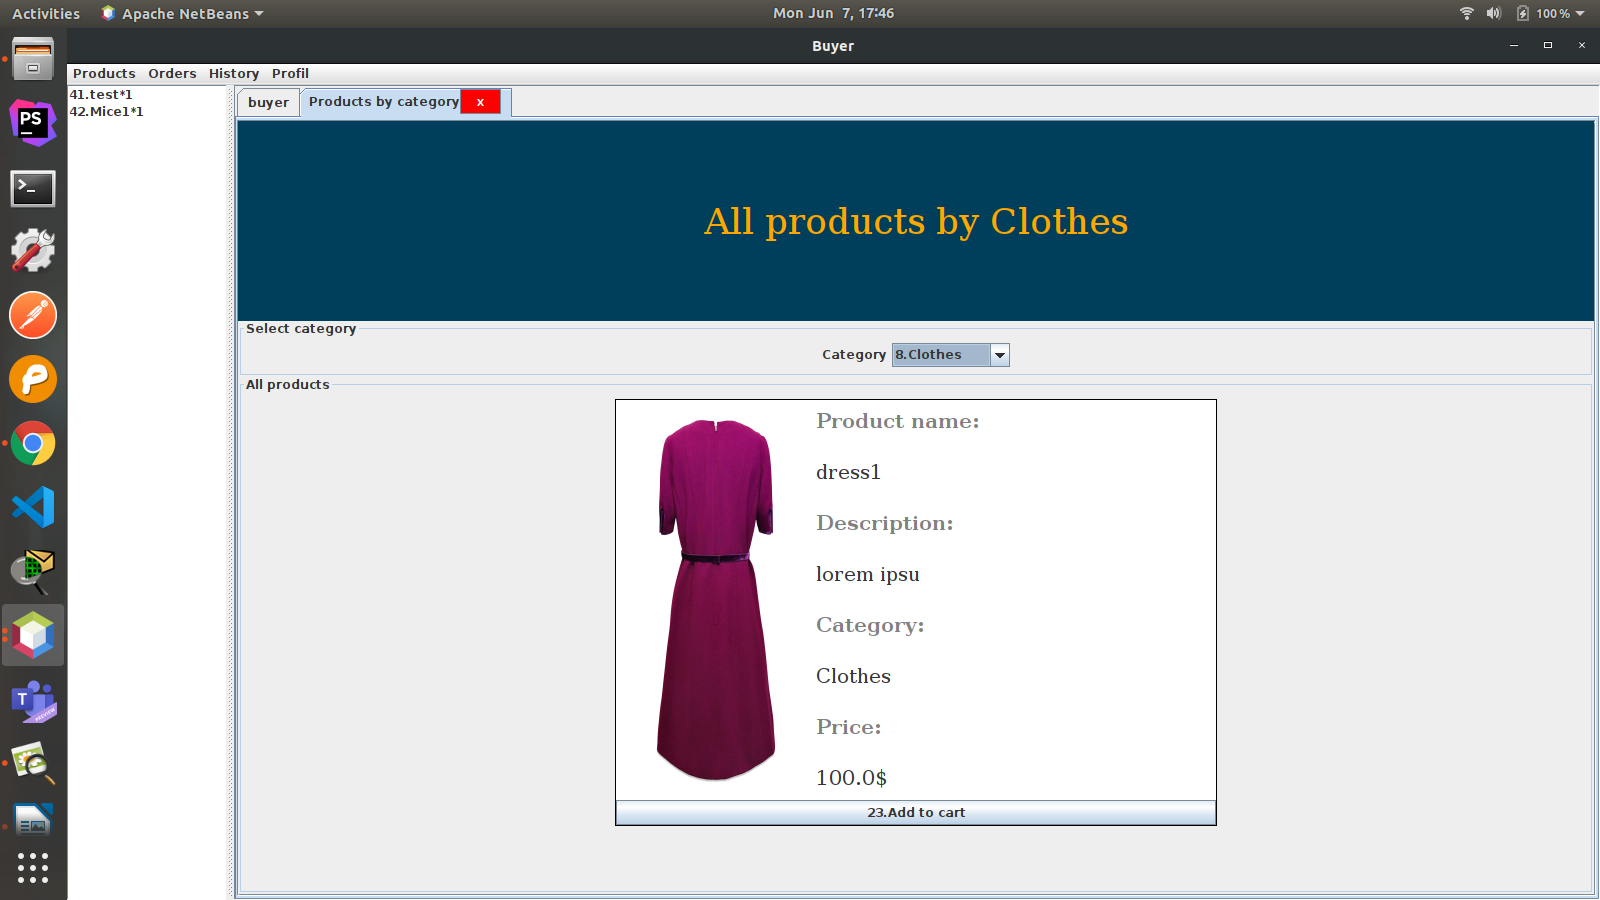 Activities
Apache NetBeans
Mon Jun 7, 17:46
100%
Buyer
Products Orders History Profil
41.test*1
42.Mice1*1
buyer
Products by category x
All products by Clothes
Select category
Category 8.Clothes
All products
Product name:
dress1
Description:
lorem ipsu
Category:
Clothes
Price:
100.0$
23.Add to cart
PS
>_
T
PREVIEW